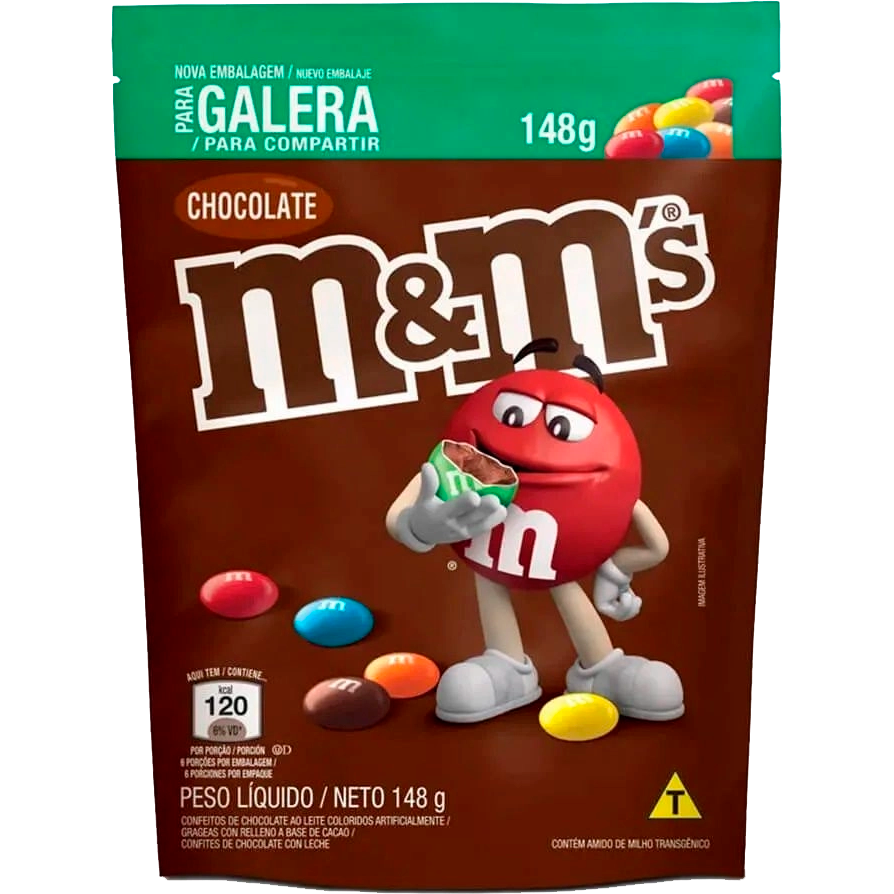 NOVA EMBALAGEM / NUEVO EMBALAJE
PARA
GALERA
/ PARA COMPARTIR
148g
CHOCOLATE
m&m's®
m
m
®
IMAGEM ILUSTRATIVA
m
m
m
m
m
AQUI TEM / CONTIENE...
kcal
120
6% VD*
POR PORÇÃO / PORCIÓN Ⓤ D
6 PORÇÕES POR EMBALAGEM /
6 PORCIONES POR EMPAQUE
PESO LÍQUIDO / NETO 148 g
CONFEITOS DE CHOCOLATE AO LEITE COLORIDOS ARTIFICIALMENTE /
GRAGEAS CON RELLENO A BASE DE CACAO /
CONFITES DE CHOCOLATE CON LECHE
T
CONTÉM AMIDO DE MILHO TRANSGÊNICO